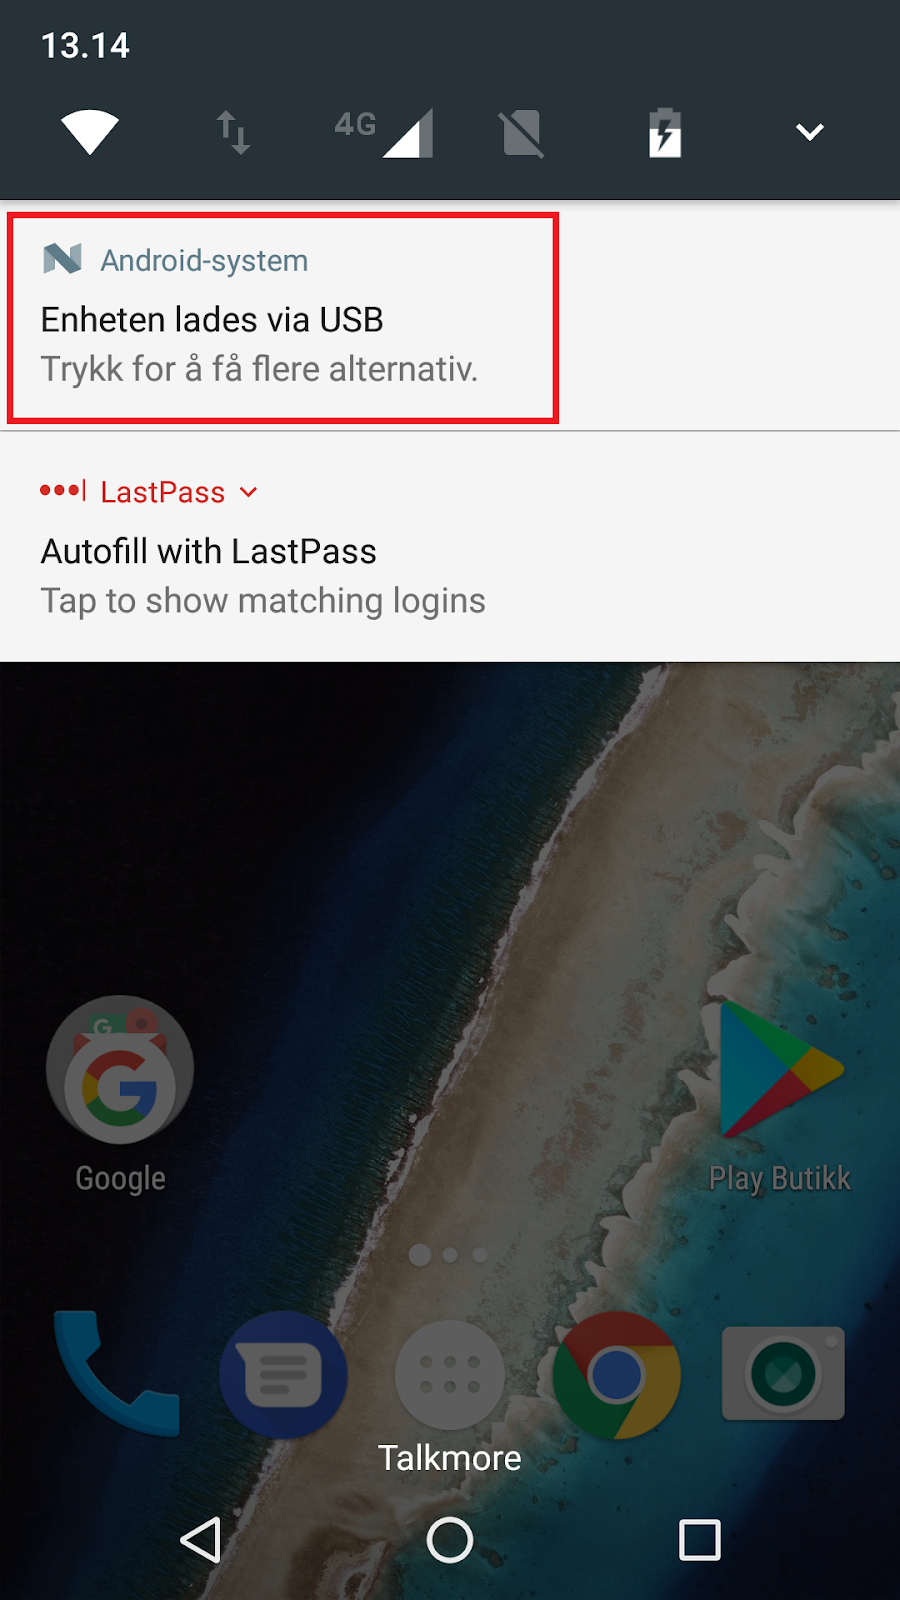 13.14
4G
Android-system
Enheten lades via USB
Trykk for å få flere alternativ.
LastPass
Autofill with LastPass
Tap to show matching logins
Google
Play Butikk
Talkmore